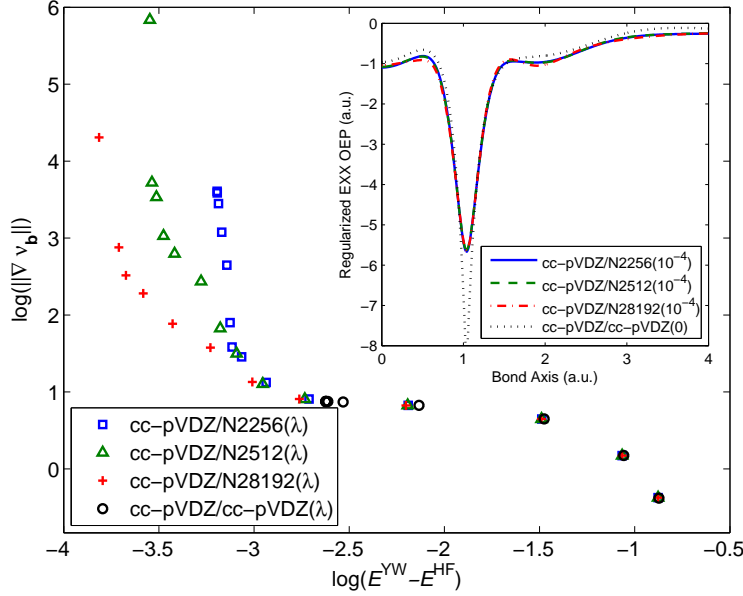 6
5
4
3
2
1
0
log(||∇ ν_b||)
−4
−3.5
−3
−2.5
−2
−1.5
−1
−0.5
log(E^YW−E^HF)
cc−pVDZ/N2256(λ)
cc−pVDZ/N2512(λ)
cc−pVDZ/N28192(λ)
cc−pVDZ/cc−pVDZ(λ)
0
−1
−2
−3
−4
−5
−6
−7
−8
Regularized EXX OEP (a.u.)
0
1
2
3
4
Bond Axis (a.u.)
cc−pVDZ/N2256(10^−4)
cc−pVDZ/N2512(10^−4)
cc−pVDZ/N28192(10^−4)
cc−pVDZ/cc−pVDZ(0)